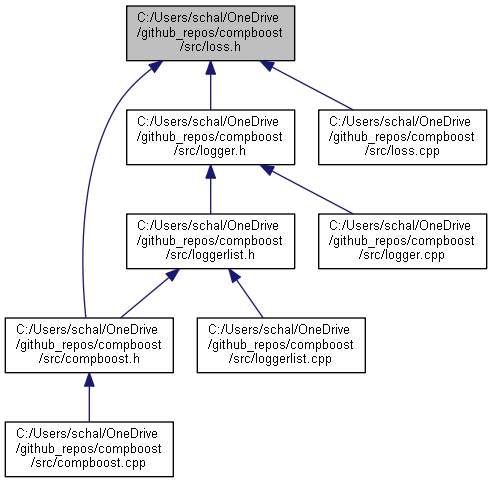 C:/Users/schal/OneDrive
/github_repos/compboost
/src/loss.h
C:/Users/schal/OneDrive
/github_repos/compboost
/src/logger.h
C:/Users/schal/OneDrive
/github_repos/compboost
/src/loss.cpp
C:/Users/schal/OneDrive
/github_repos/compboost
/src/loggerlist.h
C:/Users/schal/OneDrive
/github_repos/compboost
/src/logger.cpp
C:/Users/schal/OneDrive
/github_repos/compboost
/src/compboost.h
C:/Users/schal/OneDrive
/github_repos/compboost
/src/loggerlist.cpp
C:/Users/schal/OneDrive
/github_repos/compboost
/src/compboost.cpp